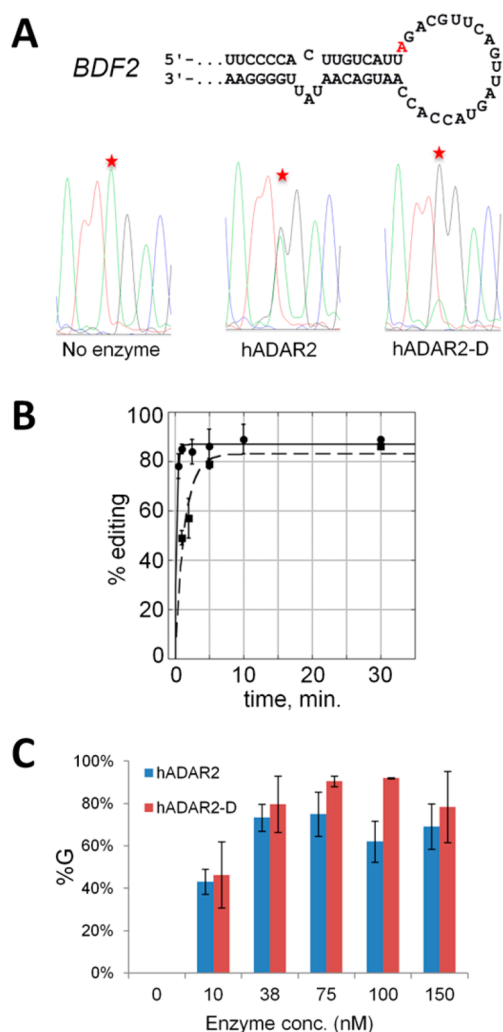 A
BDF2
5'-...UUCCCCA C UUGUCAUU A GACGUUCAGUUAGAUACCACC
3'-...AAGGGGU UAU AACAGUAA
No enzyme
hADAR2
hADAR2-D
B
% editing
100
80
60
40
20
0
0 10 20 30
time, min.
C
%G
100%
80%
60%
40%
20%
0%
hADAR2
hADAR2-D
0 10 38 75 100 150
Enzyme conc. (nM)